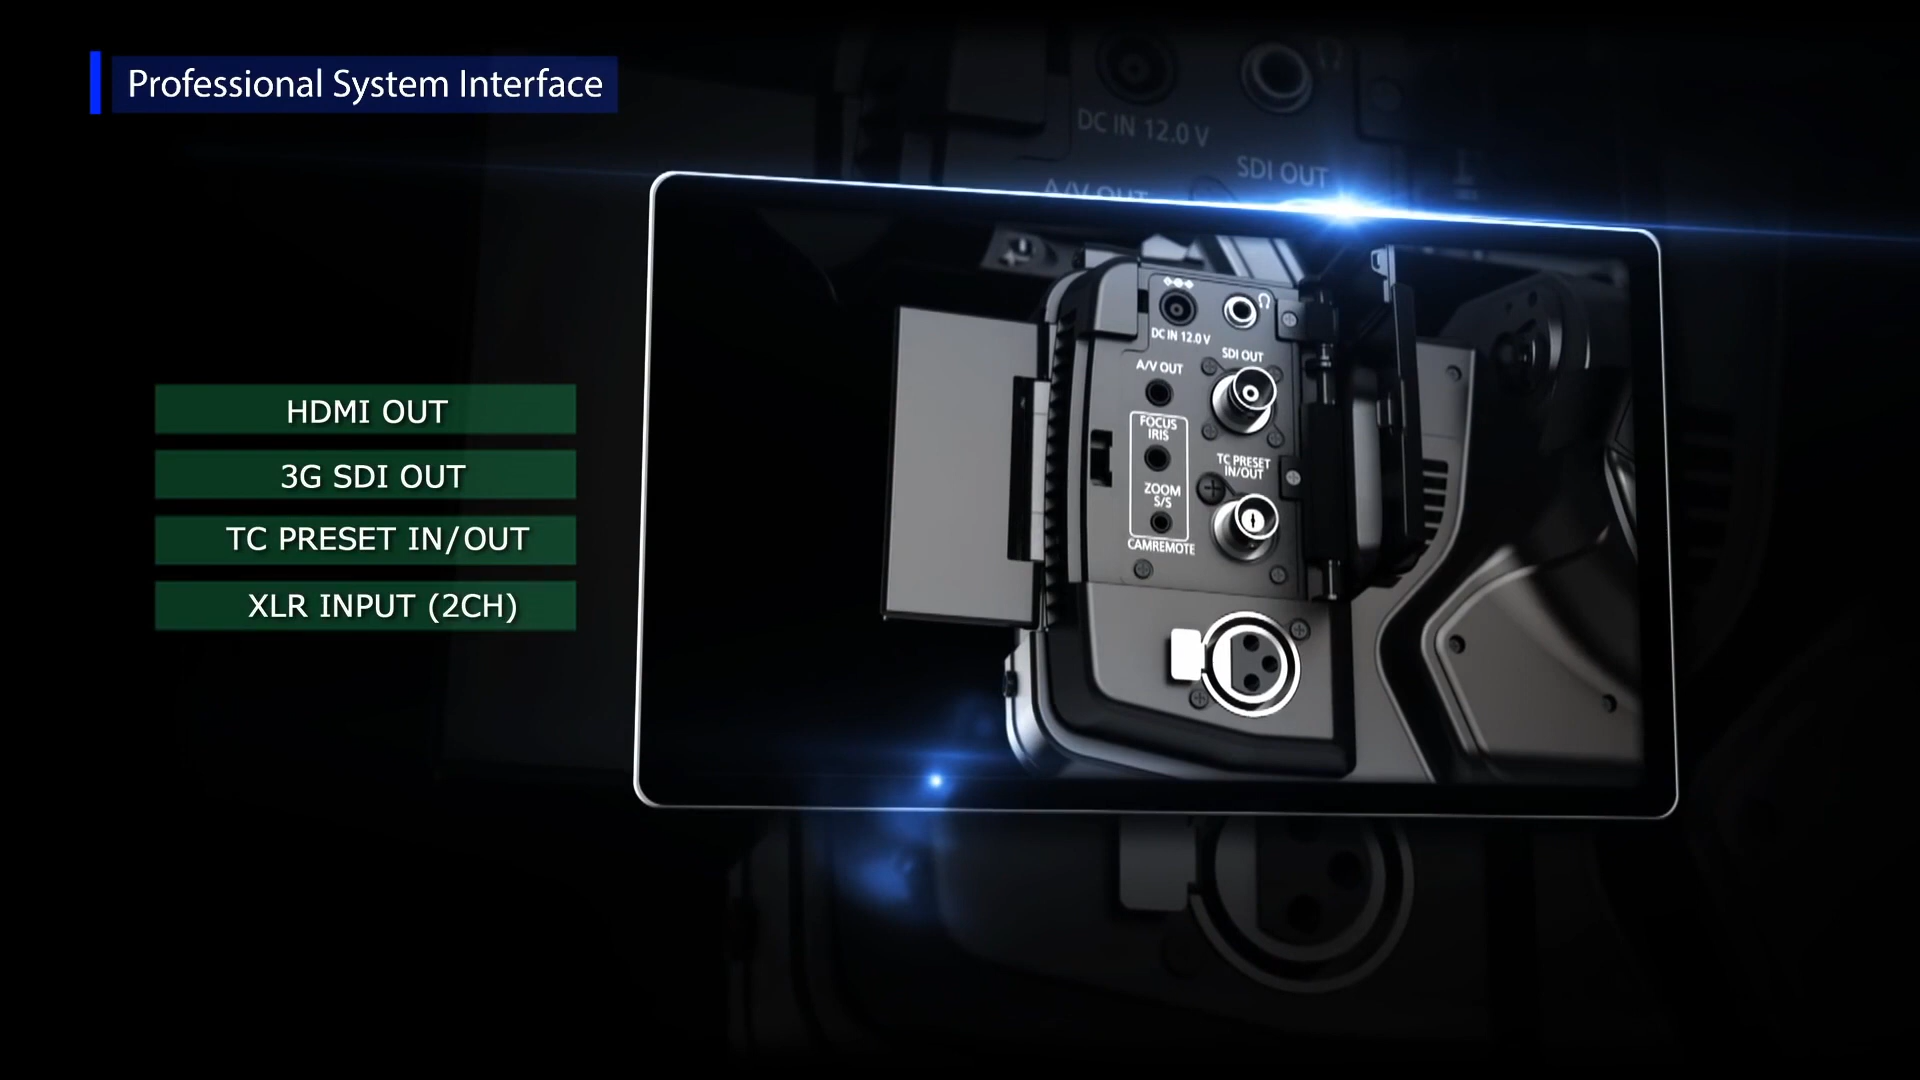 Professional System Interface
DC IN 12.0 V
SDI OUT
A/V OUT
HDMI OUT
3G SDI OUT
TC PRESET IN/OUT
XLR INPUT (2CH)
DC IN 12.0 V
SDI OUT
A/V OUT
FOCUS
IRIS
TC PRESET
IN/OUT
ZOOM
S/S
CAMREMOTE